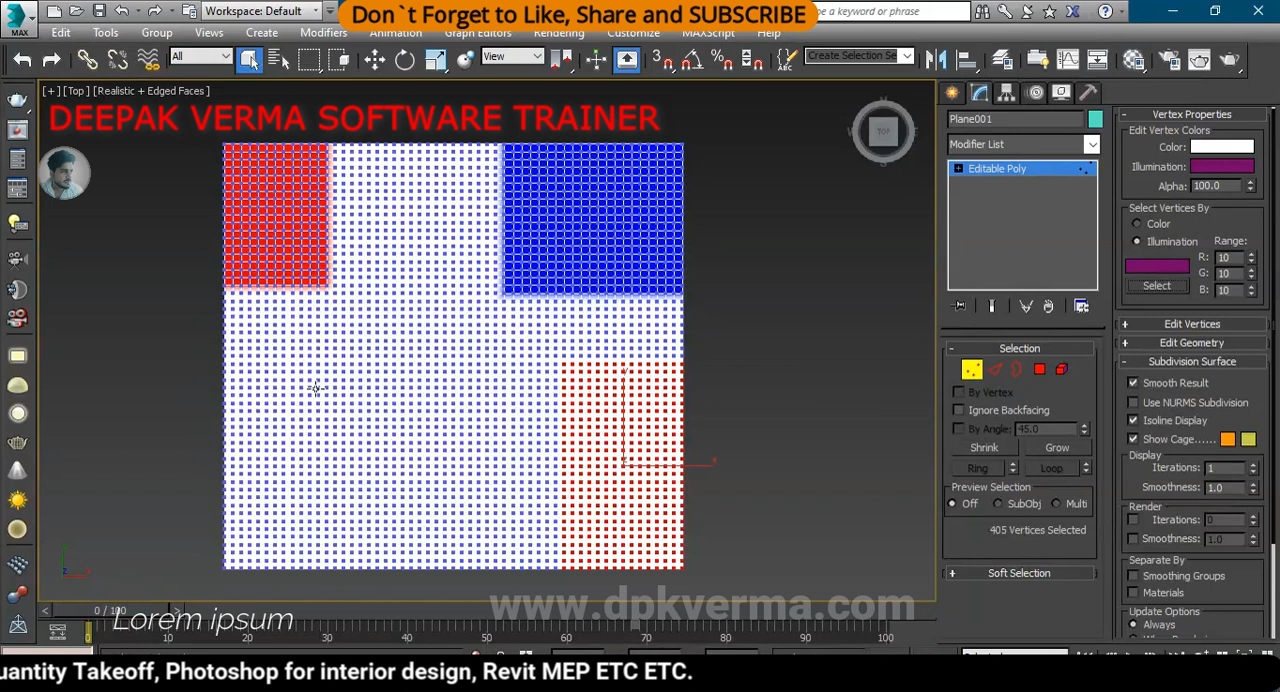 Workspace: Default
Don`t Forget to Like, Share and SUBSCRIBE
e a keyword or phrase
MAX
Edit Tools Group Views Create Modifiers Animation Graph Editors Rendering Customize MAXScript Help
All View Create Selection Se
[+] [Top] [Realistic + Edged Faces]
DEEPAK VERMA SOFTWARE TRAINER
TOP
Plane001
Modifier List
Editable Poly
Vertex Properties
Edit Vertex Colors
Color:
Illumination:
Alpha: 100.0
Select Vertices By
Color
Illumination Range:
R: 10
G: 10
B: 10
Select
Edit Vertices
Edit Geometry
Subdivision Surface
Smooth Result
Use NURMS Subdivision
Isoline Display
Show Cage......
Display
Iterations: 1
Smoothness: 1.0
Render
Iterations: 0
Smoothness: 1.0
Separate By
Smoothing Groups
Materials
Update Options
Always
Selection
By Vertex
Ignore Backfacing
By Angle: 45.0
Shrink Grow
Ring Loop
Preview Selection
Off SubObj Multi
405 Vertices Selected
Soft Selection
www.dpkverma.com
0 / 100
Lorem ipsum
0 10 20 30 40 50 60 70 80 90 100
uantity Takeoff, Photoshop for interior design, Revit MEP ETC ETC.